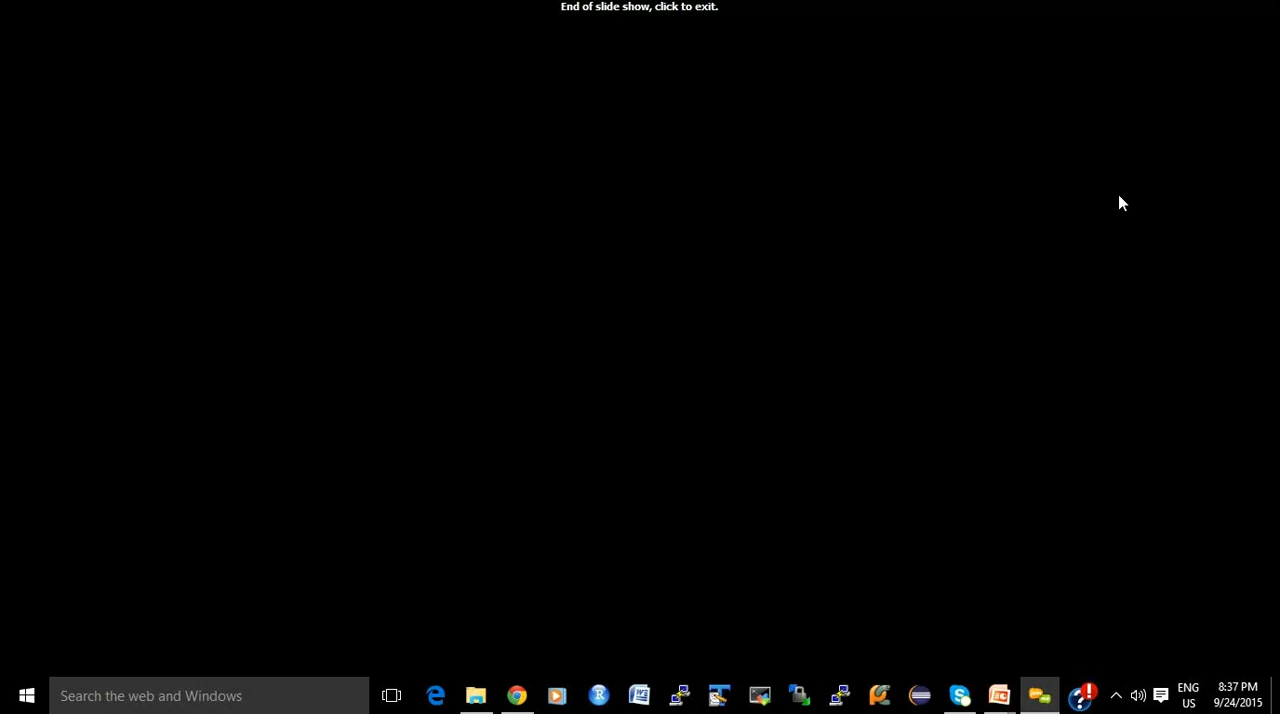 End of slide show, click to exit.
Search the web and Windows
ENG
US
8:37 PM
9/24/2015